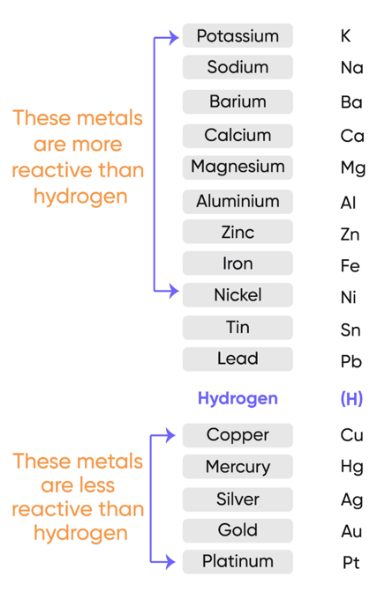 Potassium K
Sodium Na
Barium Ba
Calcium Ca
Magnesium Mg
Aluminium Al
Zinc Zn
Iron Fe
Nickel Ni
Tin Sn
Lead Pb
These metals
are more
reactive than
hydrogen
Hydrogen (H)
Copper Cu
Mercury Hg
Silver Ag
Gold Au
Platinum Pt
These metals
are less
reactive than
hydrogen